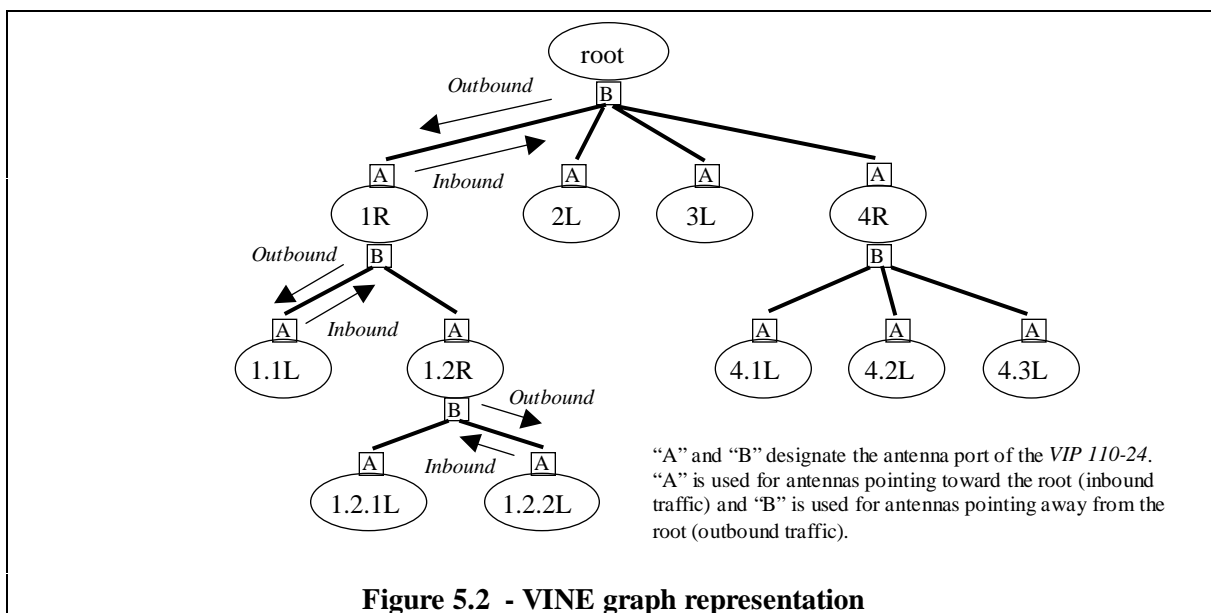 root
B
Outbound
Inbound
A
A
A
A
1R
2L
3L
4R
B
B
Outbound
Inbound
A
A
A
A
A
1.1L
1.2R
4.1L
4.2L
4.3L
B
Outbound
Inbound
A
A
1.2.1L
1.2.2L
“A” and “B” designate the antenna port of the VIP 110-24.
“A” is used for antennas pointing toward the root (inbound
traffic) and “B” is used for antennas pointing away from the
root (outbound traffic).
Figure 5.2 - VINE graph representation